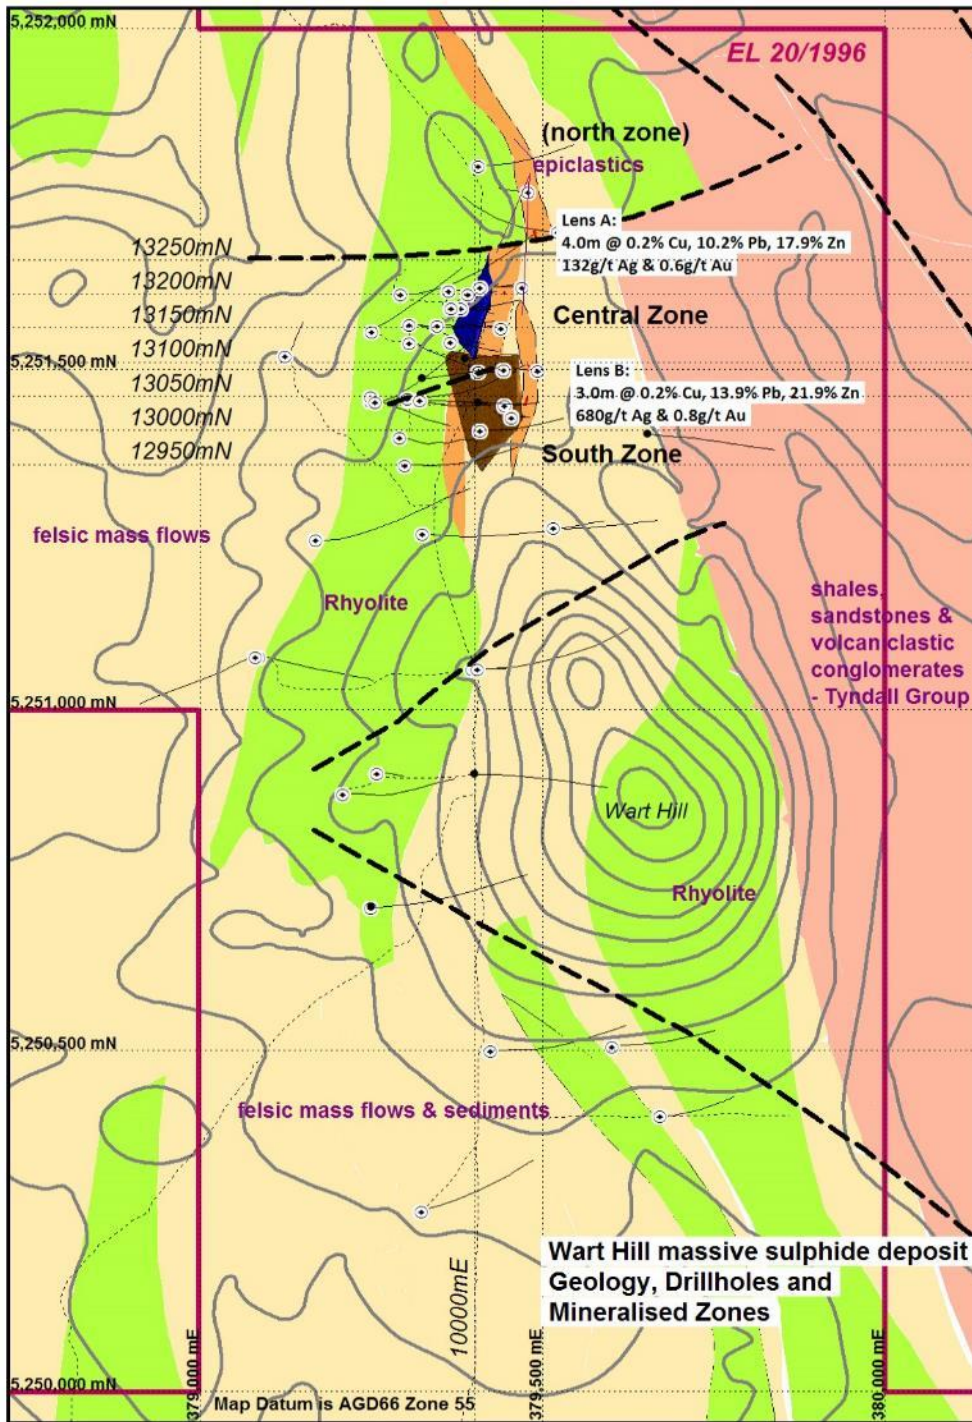 5,252,000 mN
EL 20/1996
(north zone)
epiclastics
Lens A:
4.0m @ 0.2% Cu, 10.2% Pb, 17.9% Zn
132g/t Ag & 0.6g/t Au
13250mN
13200mN
13150mN
Central Zone
13100mN
5,251,500 mN
Lens B:
3.0m @ 0.2% Cu, 13.9% Pb, 21.9% Zn
680g/t Ag & 0.8g/t Au
13050mN
13000mN
12950mN
South Zone
felsic mass flows
Rhyolite
shales,
sandstones &
volcaniclastic
conglomerates
- Tyndall Group
5,251,000 mN
Wart Hill
Rhyolite
5,250,500 mN
felsic mass flows & sediments
Wart Hill massive sulphide deposit
Geology, Drillholes and
Mineralised Zones
10000mE
379,000 mE
379,500 mE
380,000 mE
5,250,000 mN
Map Datum is AGD66 Zone 55